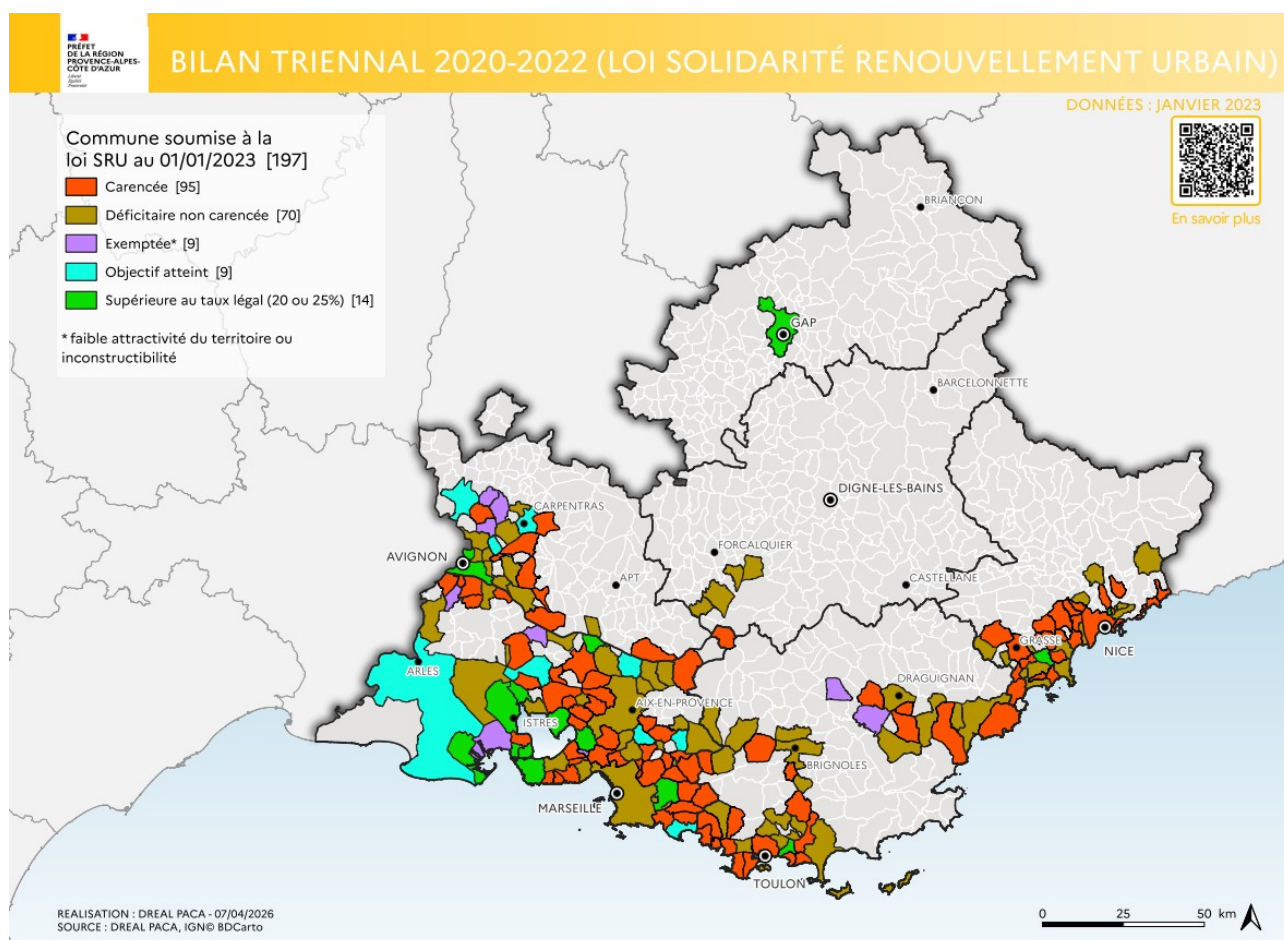 PRÉFET
DE LA RÉGION
PROVENCE-ALPES-
CÔTE D'AZUR
Liberté
Égalité
Fraternité
BILAN TRIENNAL 2020-2022 (LOI SOLIDARITÉ RENOUVELLEMENT URBAIN)
DONNÉES : JANVIER 2023
En savoir plus
Commune soumise à la
loi SRU au 01/01/2023 [197]
Carencée [95]
Déficitaire non carencée [70]
Exemptée* [9]
Objectif atteint [9]
Supérieure au taux légal (20 ou 25%) [14]
* faible attractivité du territoire ou
inconstructibilité
BRIANÇON
GAP
BARCELONNETTE
DIGNE-LES-BAINS
CARPENTRAS
FORCALQUIER
AVIGNON
APT
CASTELLANE
GRASSE
NICE
ARLES
DRAGUIGNAN
AIX-EN-PROVENCE
ISTRES
BRIGNOLES
MARSEILLE
TOULON
REALISATION : DREAL PACA - 07/04/2026
SOURCE : DREAL PACA, IGN© BDCarto
0 25 50 km